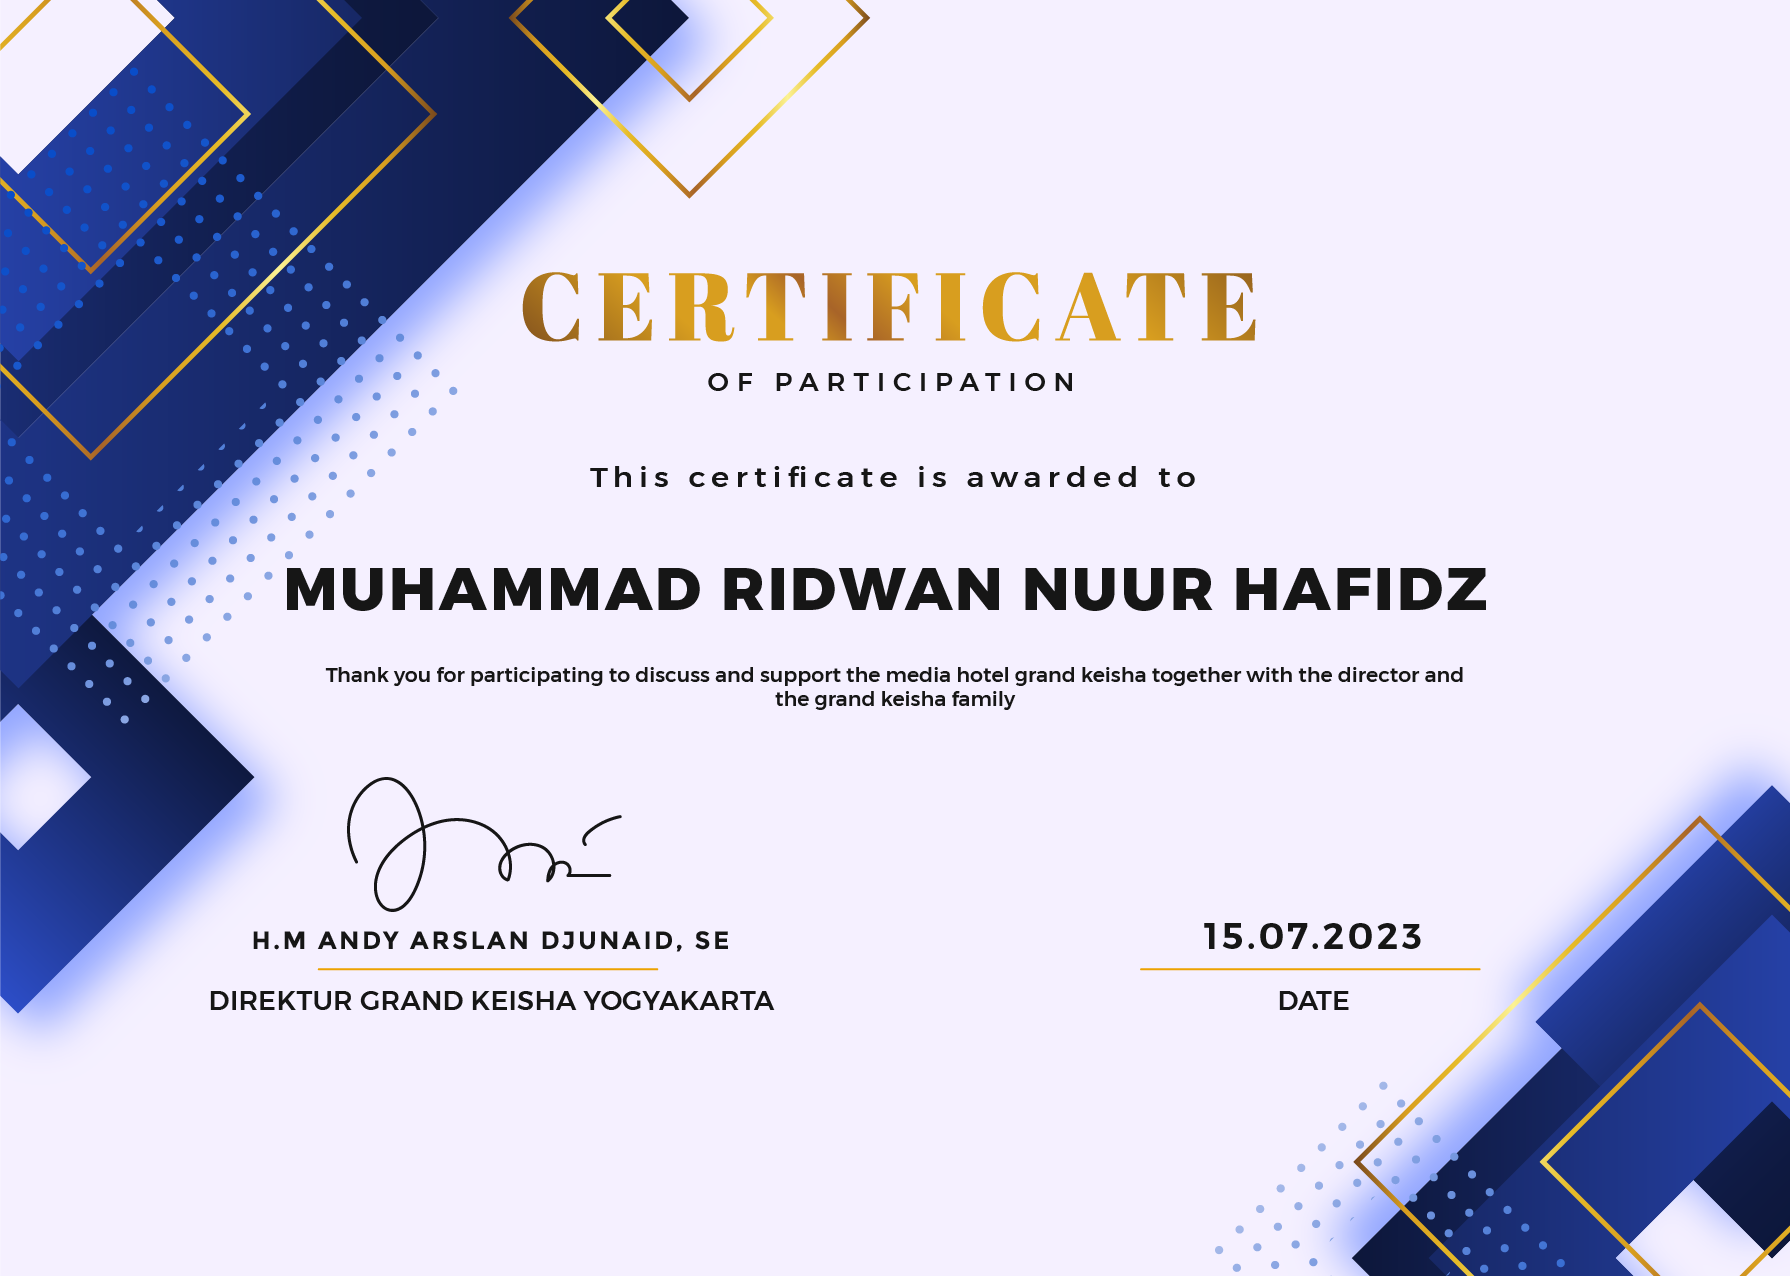 CERTIFICATE
OF PARTICIPATION
This certificate is awarded to
MUHAMMAD RIDWAN NUUR HAFIDZ
Thank you for participating to discuss and support the media hotel grand keisha together with the director and
the grand keisha family
H.M ANDY ARSLAN DJUNAID, SE
DIREKTUR GRAND KEISHA YOGYAKARTA
15.07.2023
DATE